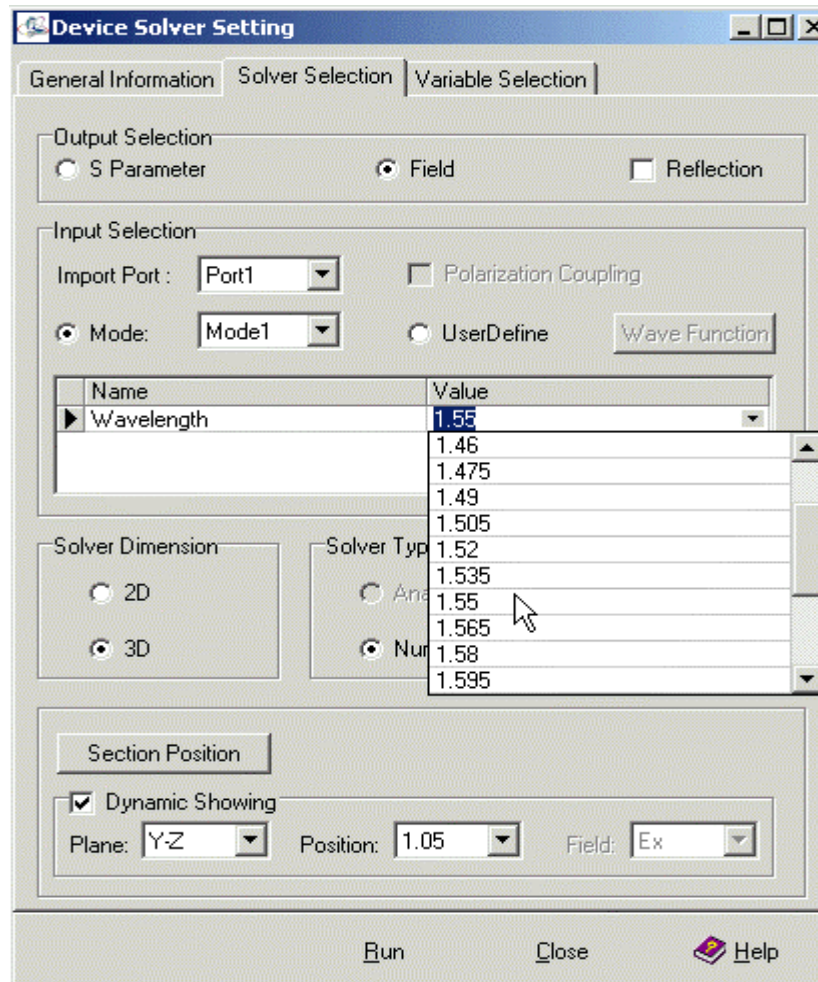 Device Solver Setting
General Information Solver Selection Variable Selection
Output Selection
S Parameter Field Reflection
Input Selection
Import Port : Port1 Polarization Coupling
Mode: Mode1 UserDefine Wave Function
Name Value
Wavelength 1.55
1.46
1.475
1.49
1.505
1.52
1.535
1.55
1.565
1.58
1.595
Solver Dimension
2D
3D
Solver Typ
Ana
Nur
Section Position
Dynamic Showing
Plane: Y-Z Position: 1.05 Field: Ex
Run Close Help